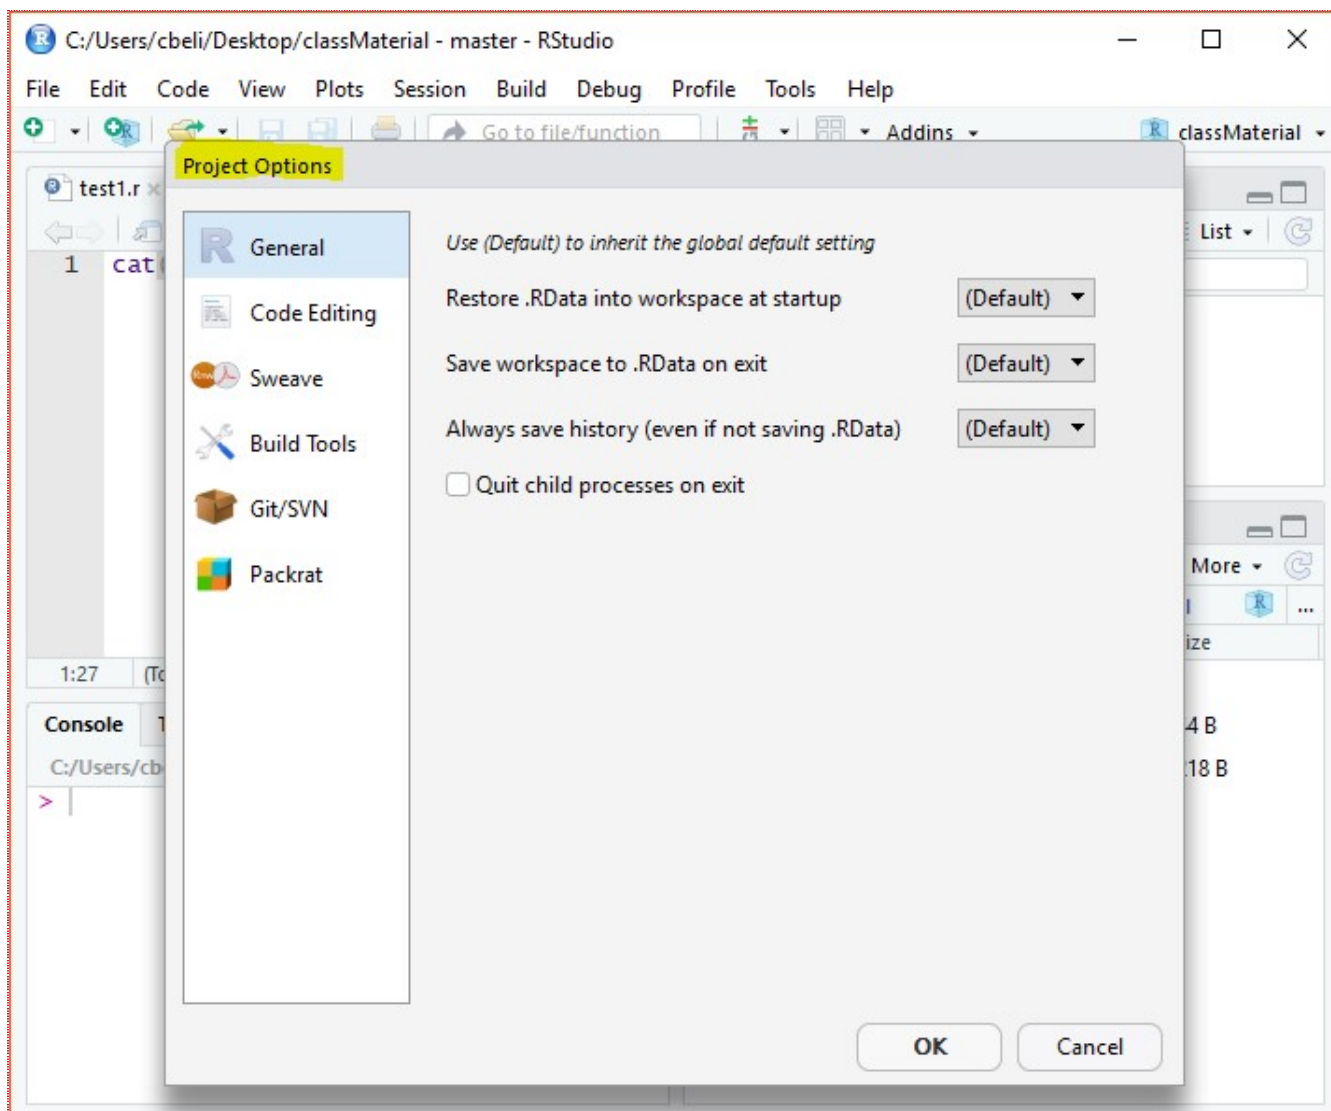 C:/Users/cbeli/Desktop/classMaterial - master - RStudio
File Edit Code View Plots Session Build Debug Profile Tools Help
Go to file/function Addins classMaterial
Project Options
test1.r
List
1 cat(
General
Use (Default) to inherit the global default setting
Restore .RData into workspace at startup (Default)
Code Editing
Save workspace to .RData on exit (Default)
Sweave
Always save history (even if not saving .RData) (Default)
Build Tools
Quit child processes on exit
Git/SVN
Packrat
More
...
ize
1:27 (To
Console T
4 B
C:/Users/cb
18 B
>
OK Cancel